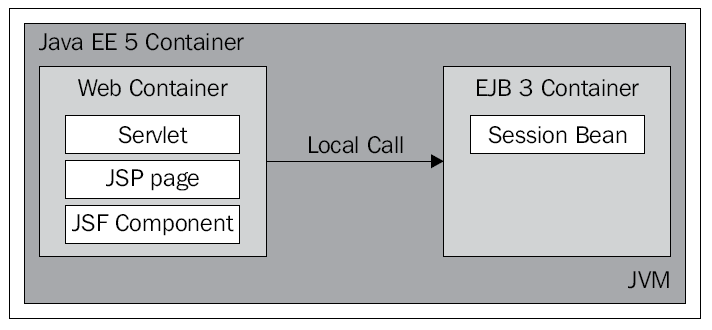 Java EE 5 Container
Web Container
Servlet
JSP page
JSF Component
Local Call
EJB 3 Container
Session Bean
JVM